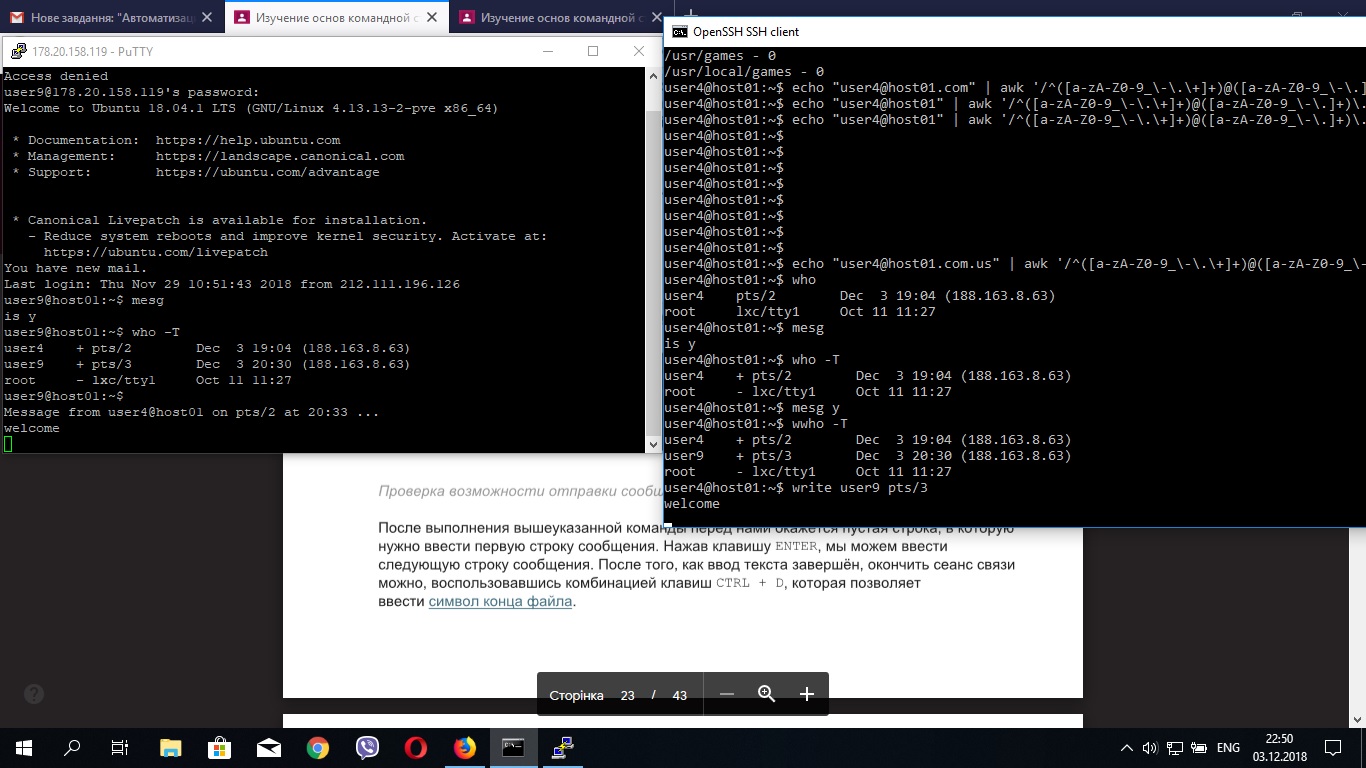 Нове завдання: "Автоматизац
Изучение основ командной с
Изучение основ командной с
178.20.158.119 - PuTTY
Access denied
user9@178.20.158.119's password:
Welcome to Ubuntu 18.04.1 LTS (GNU/Linux 4.13.13-2-pve x86_64)
* Documentation:  https://help.ubuntu.com
* Management:     https://landscape.canonical.com
* Support:        https://ubuntu.com/advantage
* Canonical Livepatch is available for installation.
- Reduce system reboots and improve kernel security. Activate at:
https://ubuntu.com/livepatch
You have new mail.
Last login: Thu Nov 29 10:51:43 2018 from 212.111.196.126
user9@host01:~$ mesg
is y
user9@host01:~$ who -T
user4    + pts/2        Dec  3 19:04 (188.163.8.63)
user9    + pts/3        Dec  3 20:30 (188.163.8.63)
root     - lxc/tty1     Oct 11 11:27
user9@host01:~$
Message from user4@host01 on pts/2 at 20:33 ...
welcome
OpenSSH SSH client
/usr/games - 0
/usr/local/games - 0
user4@host01:~$ echo "user4@host01.com" | awk '/^([a-zA-Z0-9_\-\.\+]+)@([a-zA-Z0-9_\-\.]
user4@host01:~$ echo "user4@host01" | awk '/^([a-zA-Z0-9_\-\.\+]+)@([a-zA-Z0-9_\-\.]+)\.
user4@host01:~$ echo "user4@host01" | awk '/^([a-zA-Z0-9_\-\.\+]+)@([a-zA-Z0-9_\-\.]+)\.
user4@host01:~$
user4@host01:~$
user4@host01:~$
user4@host01:~$
user4@host01:~$
user4@host01:~$
user4@host01:~$
user4@host01:~$
user4@host01:~$ echo "user4@host01.com.us" | awk '/^([a-zA-Z0-9_\-\.\+]+)@([a-zA-Z0-9_\-
user4@host01:~$ who
user4    pts/2        Dec  3 19:04 (188.163.8.63)
root     lxc/tty1     Oct 11 11:27
user4@host01:~$ mesg
is y
user4@host01:~$ who -T
user4    + pts/2        Dec  3 19:04 (188.163.8.63)
root     - lxc/tty1     Oct 11 11:27
user4@host01:~$ mesg y
user4@host01:~$ wwho -T
user4    + pts/2        Dec  3 19:04 (188.163.8.63)
user9    + pts/3        Dec  3 20:30 (188.163.8.63)
root     - lxc/tty1     Oct 11 11:27
user4@host01:~$ write user9 pts/3
welcome
Проверка возможности отправки сообщ
После выполнения вышеуказанной команды перед нами окажется пустая строка, в которую
нужно ввести первую строку сообщения. Нажав клавишу ENTER, мы можем ввести
следующую строку сообщения. После того, как ввод текста завершён, окончить сеанс связи
можно, воспользовавшись комбинацией клавиш CTRL + D, которая позволяет
ввести символ конца файла.
Сторінка 23 / 43
ENG
22:50
03.12.2018